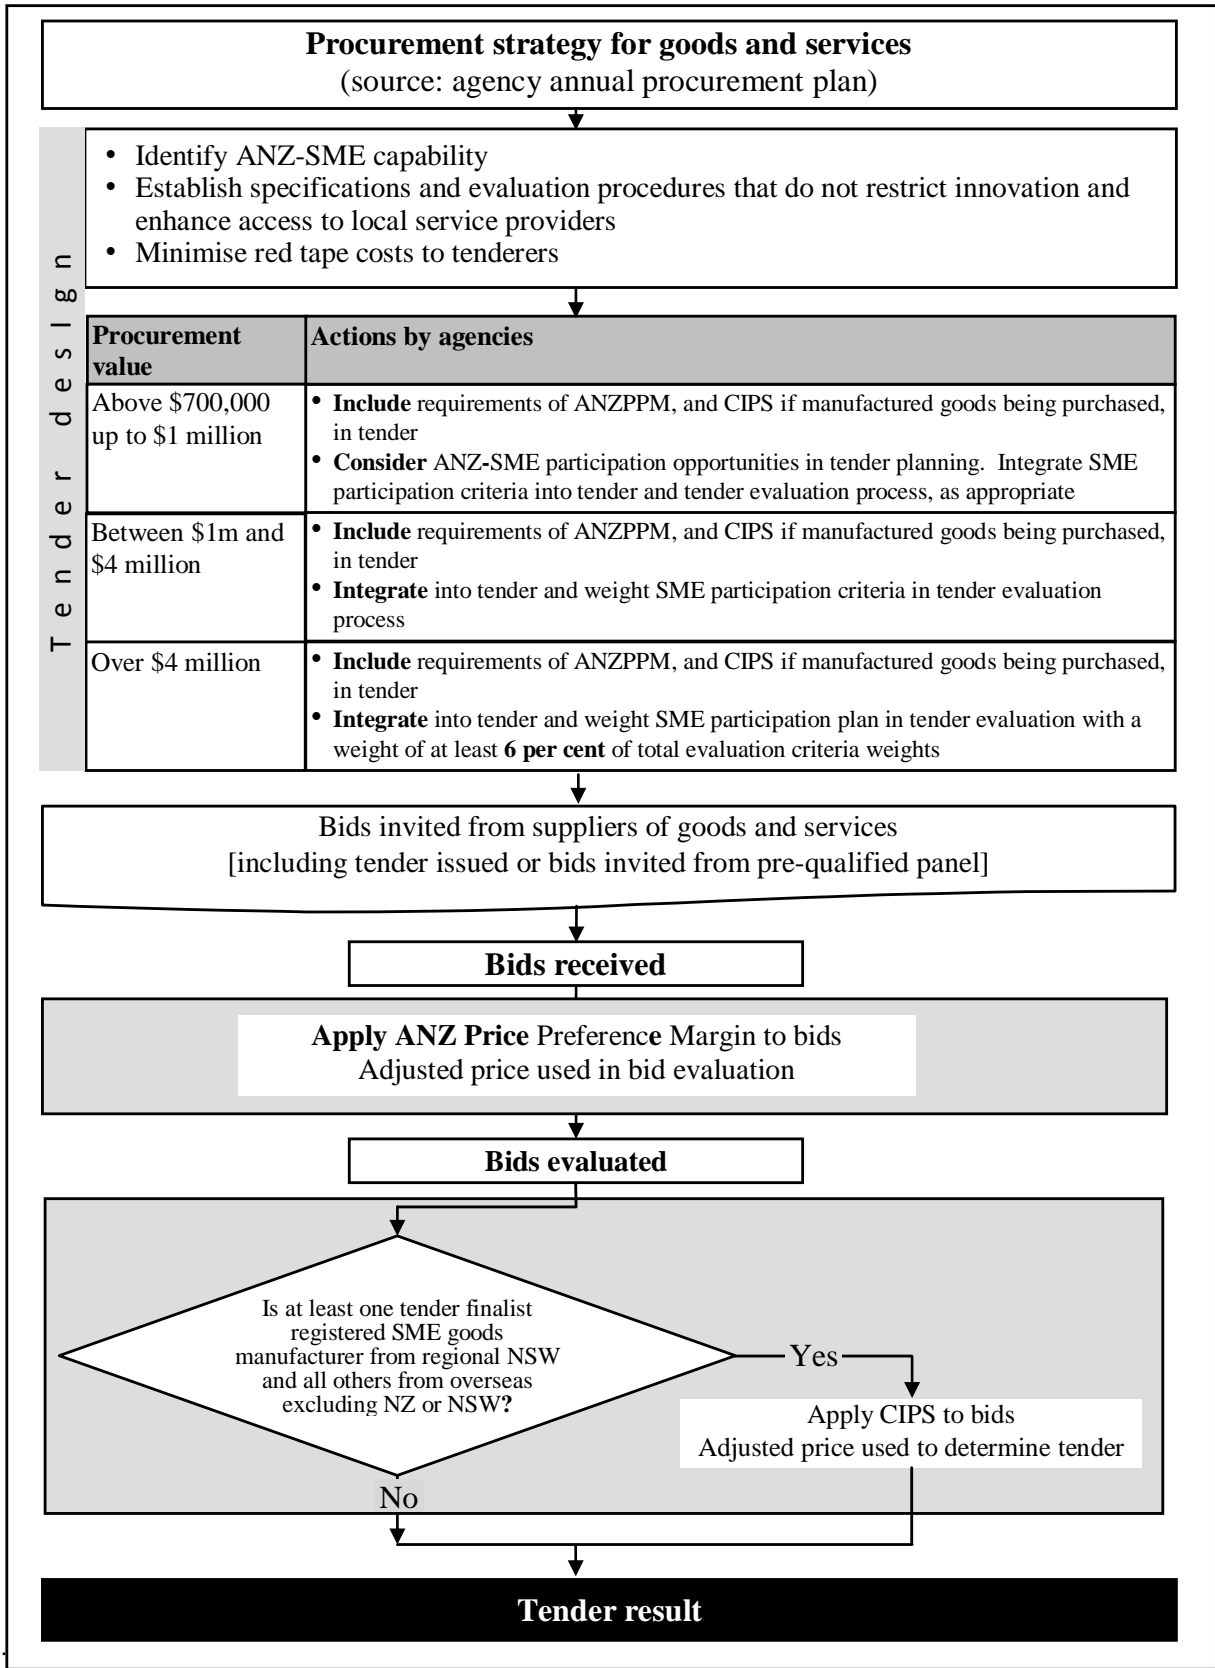 Procurement strategy for goods and services
(source: agency annual procurement plan)
Tender design
• Identify ANZ-SME capability
• Establish specifications and evaluation procedures that do not restrict innovation and
enhance access to local service providers
• Minimise red tape costs to tenderers
Procurement
value
Actions by agencies
Above $700,000
up to $1 million
• Include requirements of ANZPPM, and CIPS if manufactured goods being purchased,
in tender
• Consider ANZ-SME participation opportunities in tender planning. Integrate SME
participation criteria into tender and tender evaluation process, as appropriate
Between $1m and
$4 million
• Include requirements of ANZPPM, and CIPS if manufactured goods being purchased,
in tender
• Integrate into tender and weight SME participation criteria in tender evaluation
process
Over $4 million
• Include requirements of ANZPPM, and CIPS if manufactured goods being purchased,
in tender
• Integrate into tender and weight SME participation plan in tender evaluation with a
weight of at least 6 per cent of total evaluation criteria weights
Bids invited from suppliers of goods and services
[including tender issued or bids invited from pre-qualified panel]
Bids received
Apply ANZ Price Preference Margin to bids
Adjusted price used in bid evaluation
Bids evaluated
Is at least one tender finalist
registered SME goods
manufacturer from regional NSW
and all others from overseas
excluding NZ or NSW?
Yes
Apply CIPS to bids
Adjusted price used to determine tender
No
Tender result